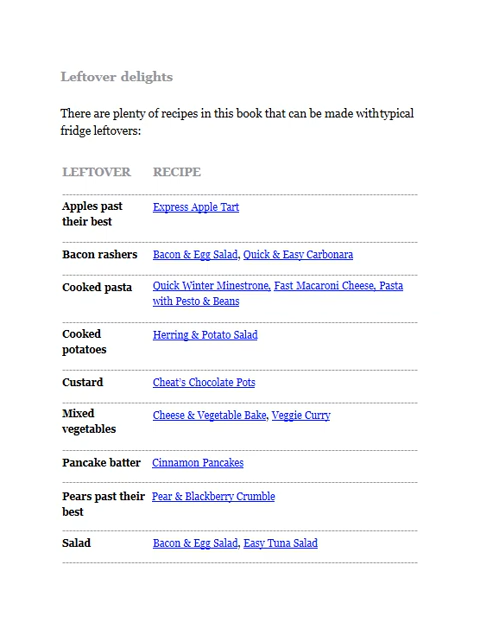 Leftover delights
There are plenty of recipes in this book that can be made with typical
fridge leftovers:
LEFTOVER RECIPE
Apples past
their best
Express Apple Tart
Bacon rashers Bacon & Egg Salad, Quick & Easy Carbonara
Cooked pasta Quick Winter Minestrone, Fast Macaroni Cheese, Pasta
with Pesto & Beans
Cooked
potatoes
Herring & Potato Salad
Custard Cheat's Chocolate Pots
Mixed
vegetables
Cheese & Vegetable Bake, Veggie Curry
Pancake batter Cinnamon Pancakes
Pears past their
best
Pear & Blackberry Crumble
Salad Bacon & Egg Salad, Easy Tuna Salad